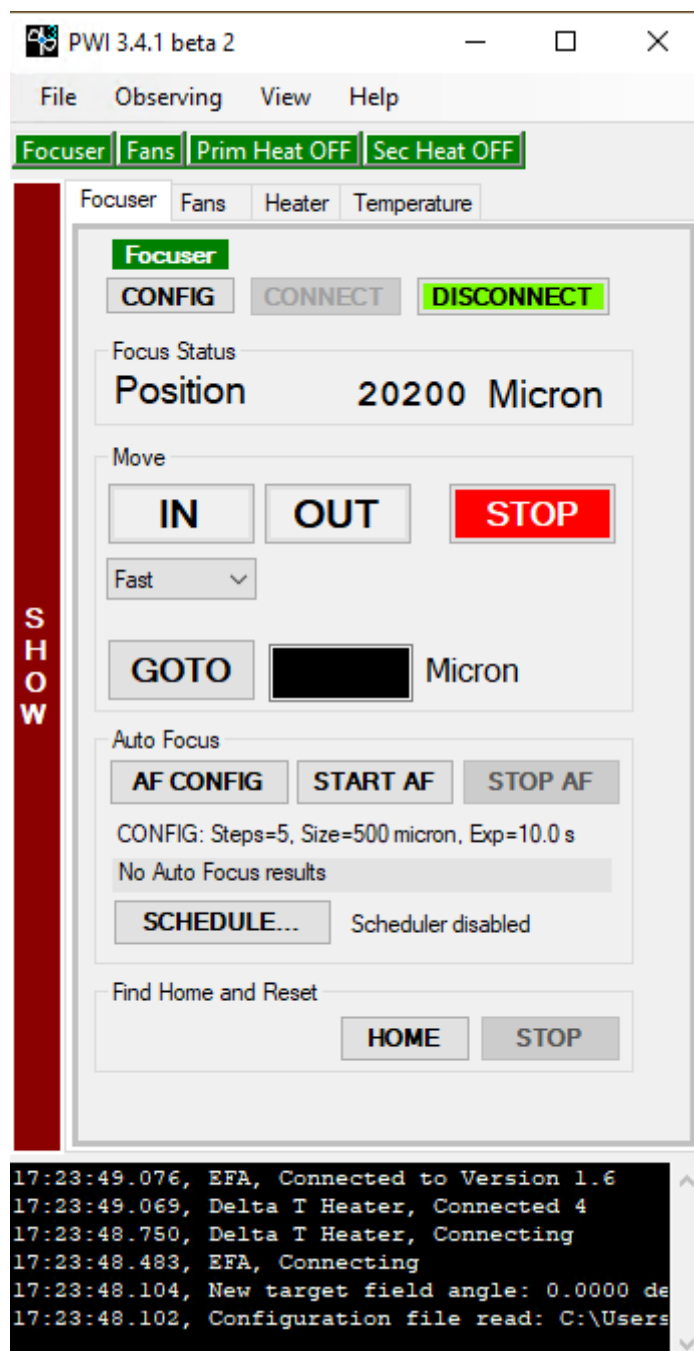 PWI 3.4.1 beta 2
File Observing View Help
Focuser Fans Prim Heat OFF Sec Heat OFF
Focuser Fans Heater Temperature
Focuser
CONFIG CONNECT DISCONNECT
Focus Status
Position 20200 Micron
Move
IN OUT STOP
Fast
SHOW
GOTO Micron
Auto Focus
AF CONFIG START AF STOP AF
CONFIG: Steps=5, Size=500 micron, Exp=10.0 s
No Auto Focus results
SCHEDULE... Scheduler disabled
Find Home and Reset
HOME STOP
17:23:49.076, EFA, Connected to Version 1.6
17:23:49.069, Delta T Heater, Connected 4
17:23:48.750, Delta T Heater, Connecting
17:23:48.483, EFA, Connecting
17:23:48.104, New target field angle: 0.0000 de
17:23:48.102, Configuration file read: C:\Users